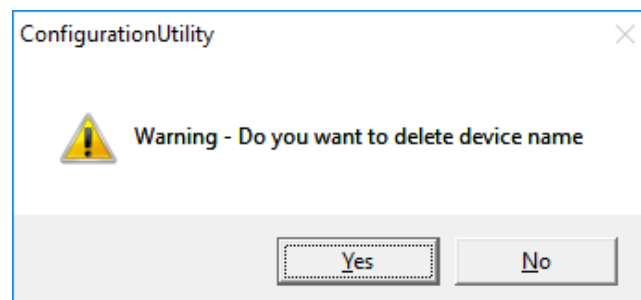 ConfigurationUtility
Warning - Do you want to delete device name
Yes
No